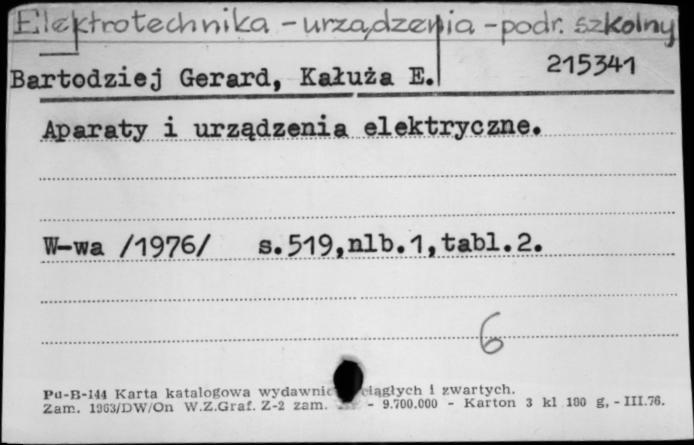 Elektrotechnika - urządzenia - podr. szkolny
Bartodziej Gerard, Kałuża E. 215341
Aparaty i urządzenia elektryczne.
W-wa /1976/ s.519,nlb.1,tabl.2.
6
Pu-B-144 Karta katalogowa wydawnic iągłych i zwartych.
Zam. 1963/DW/On W.Z.Graf. Z-2 zam. - 9.700.000 - Karton 3 kl 180 g. - III.76.